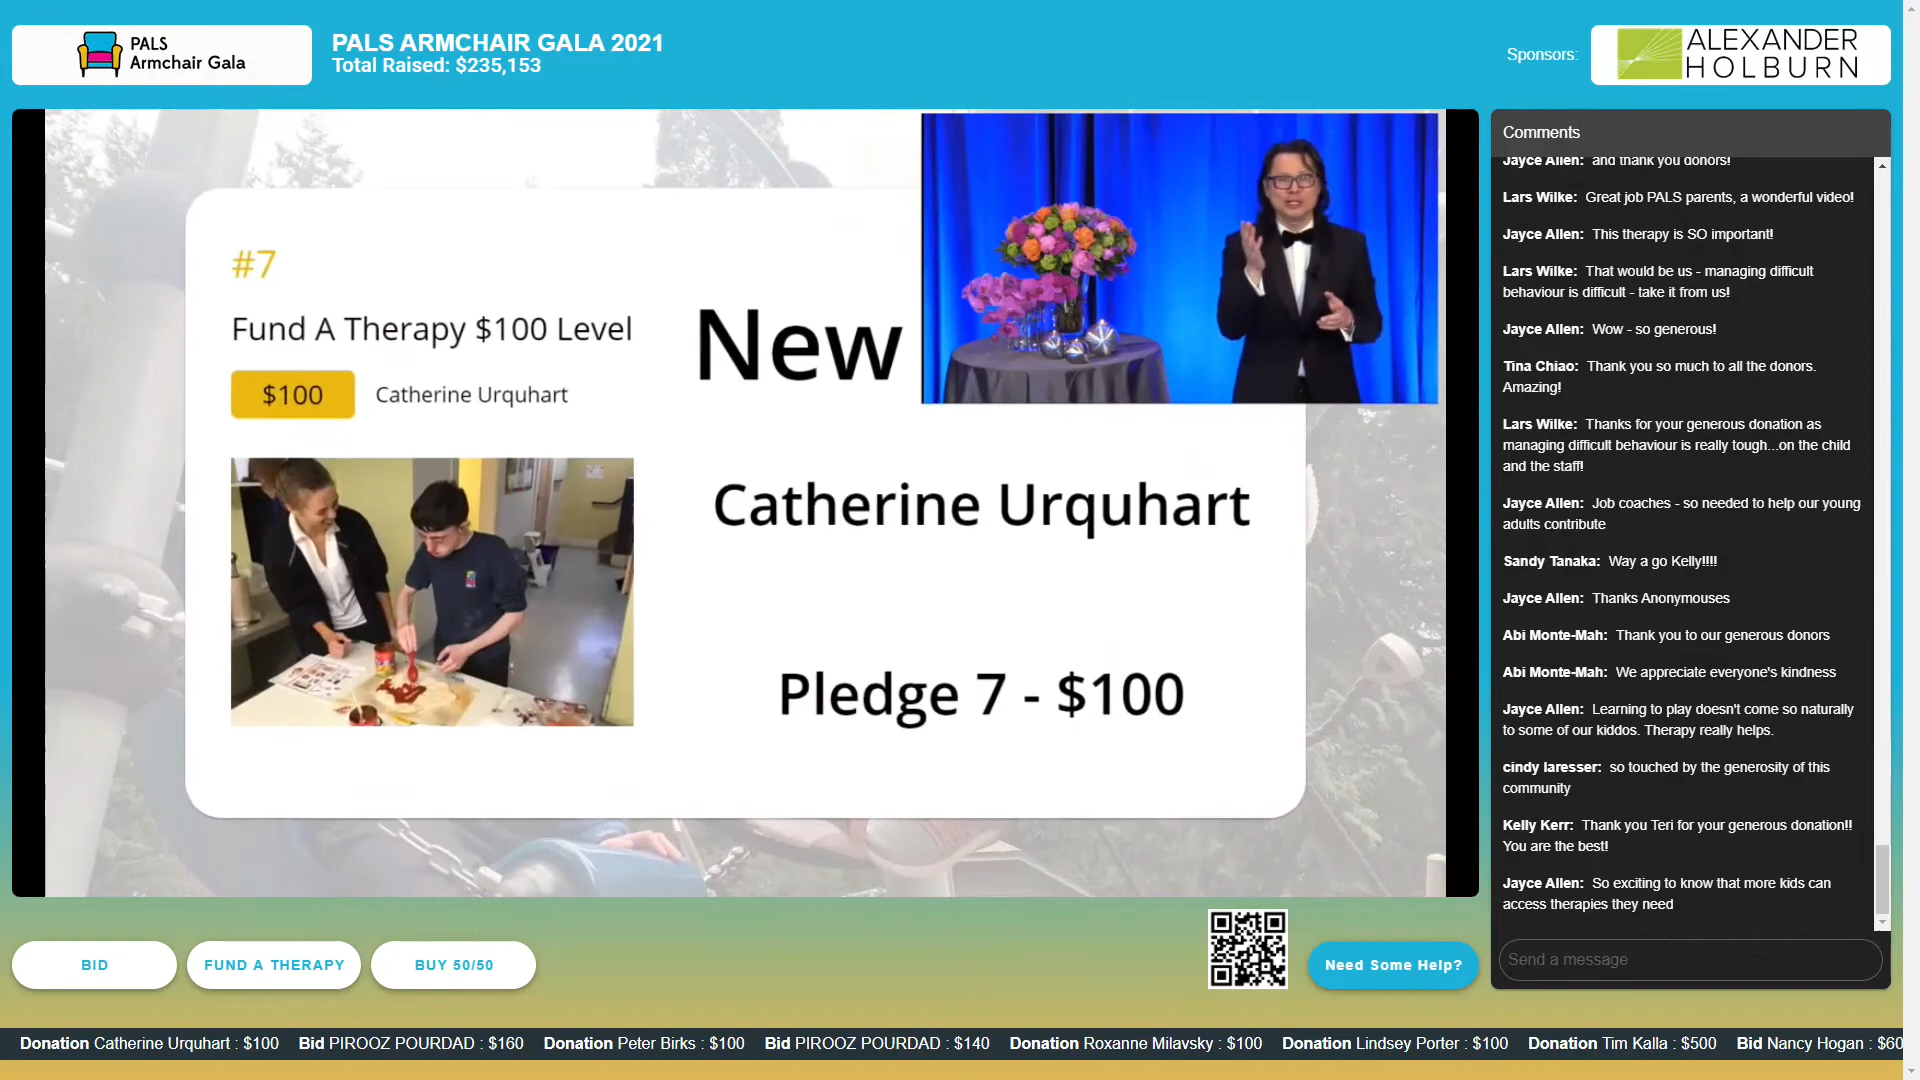 PALS
Armchair Gala
PALS ARMCHAIR GALA 2021
Total Raised: $235,153
Sponsors:
ALEXANDER
HOLBURN
#7
Fund A Therapy $100 Level
$100 Catherine Urquhart
New
Catherine Urquhart
Pledge 7 - $100
Comments
Jayce Allen: and thank you donors!
Lars Wilke: Great job PALS parents, a wonderful video!
Jayce Allen: This therapy is SO important!
Lars Wilke: That would be us - managing difficult
behaviour is difficult - take it from us!
Jayce Allen: Wow - so generous!
Tina Chiao: Thank you so much to all the donors.
Amazing!
Lars Wilke: Thanks for your generous donation as
managing difficult behaviour is really tough...on the child
and the staff!
Jayce Allen: Job coaches - so needed to help our young
adults contribute
Sandy Tanaka: Way a go Kelly!!!!
Jayce Allen: Thanks Anonymouses
Abi Monte-Mah: Thank you to our generous donors
Abi Monte-Mah: We appreciate everyone's kindness
Jayce Allen: Learning to play doesn't come so naturally
to some of our kiddos. Therapy really helps.
cindy laresser: so touched by the generosity of this
community
Kelly Kerr: Thank you Teri for your generous donation!!
You are the best!
Jayce Allen: So exciting to know that more kids can
access therapies they need
Send a message
BID
FUND A THERAPY
BUY 50/50
Need Some Help?
Donation Catherine Urquhart : $100 Bid PIROOZ POURDAD : $160 Donation Peter Birks : $100 Bid PIROOZ POURDAD : $140 Donation Roxanne Milavsky : $100 Donation Lindsey Porter : $100 Donation Tim Kalla : $500 Bid Nancy Hogan : $60